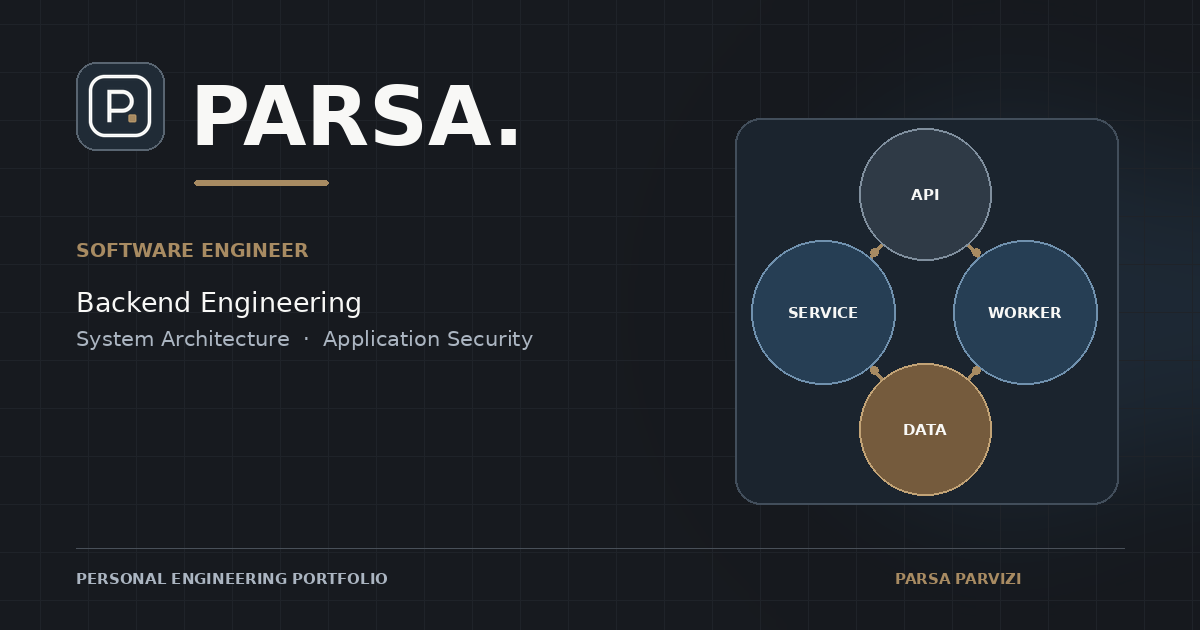 P.
PARSA.
SOFTWARE ENGINEER
Backend Engineering
System Architecture · Application Security
API
SERVICE
WORKER
DATA
PERSONAL ENGINEERING PORTFOLIO
PARSA PARVIZI